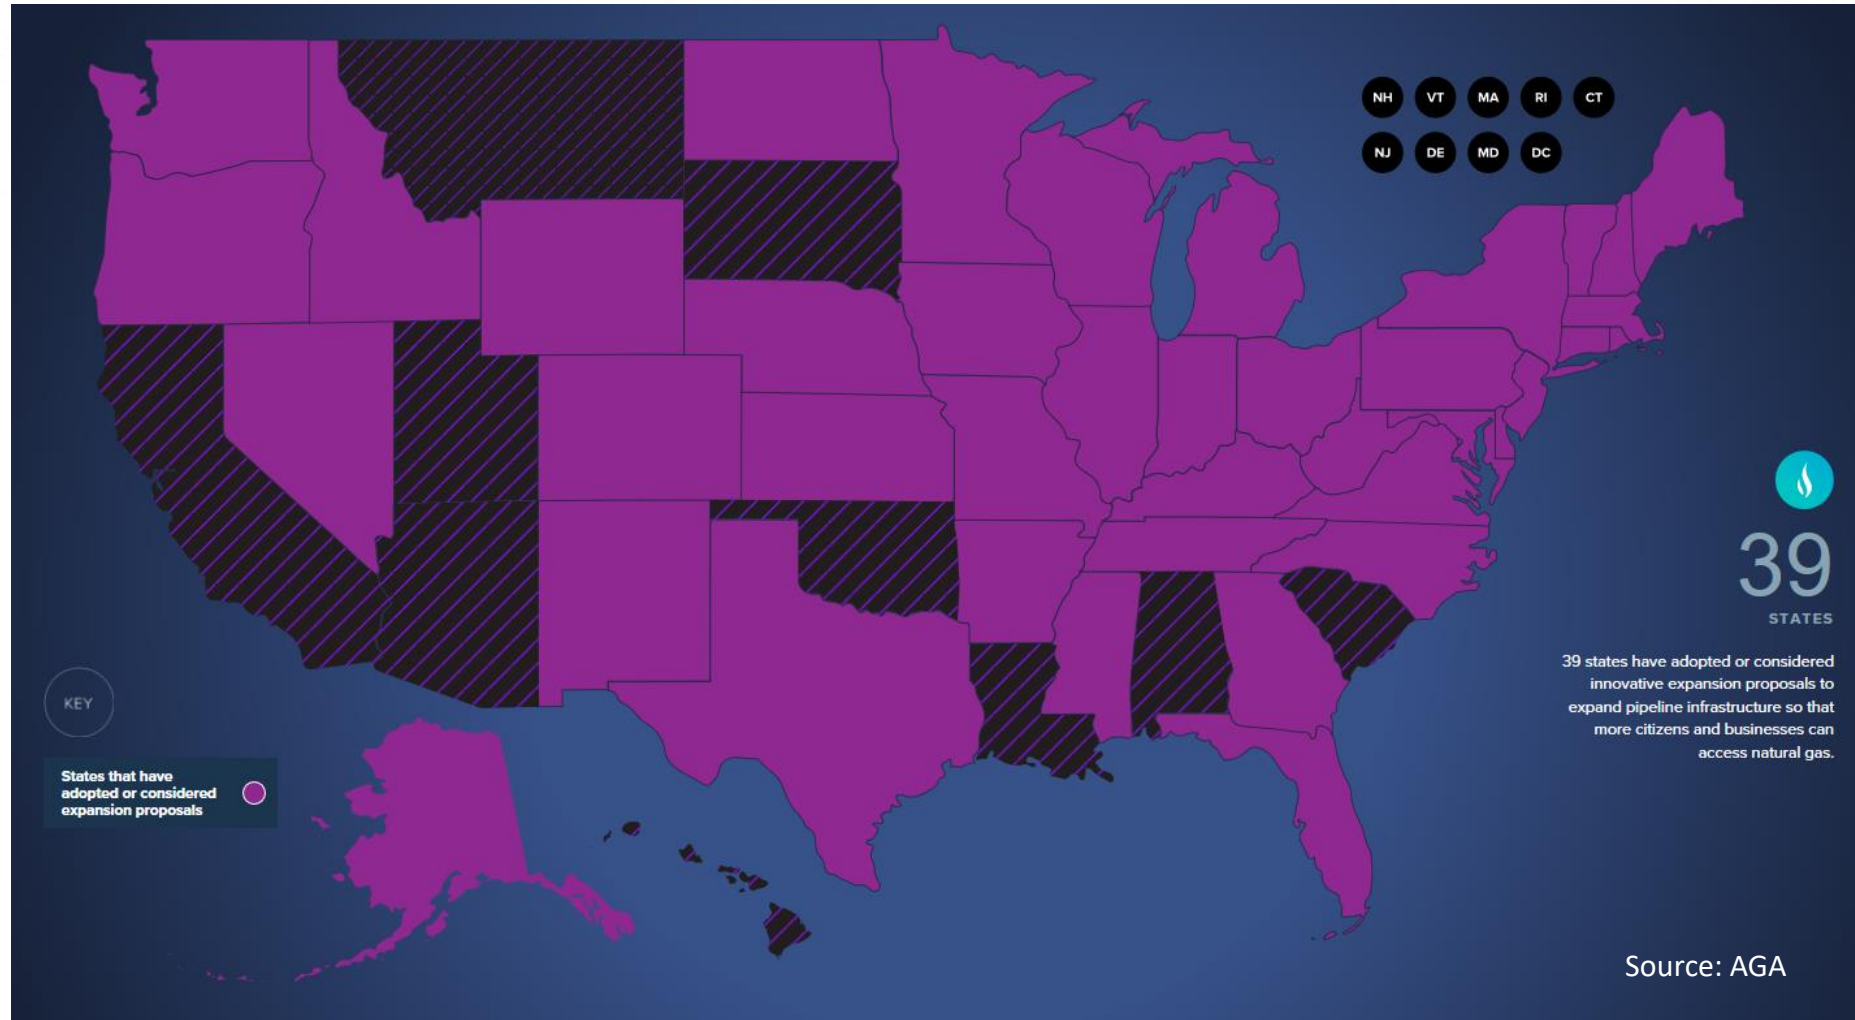 NH VT MA RI CT
NJ DE MD DC
39
STATES
39 states have adopted or considered
innovative expansion proposals to
expand pipeline infrastructure so that
more citizens and businesses can
access natural gas.
KEY
States that have
adopted or considered
expansion proposals
Source: AGA